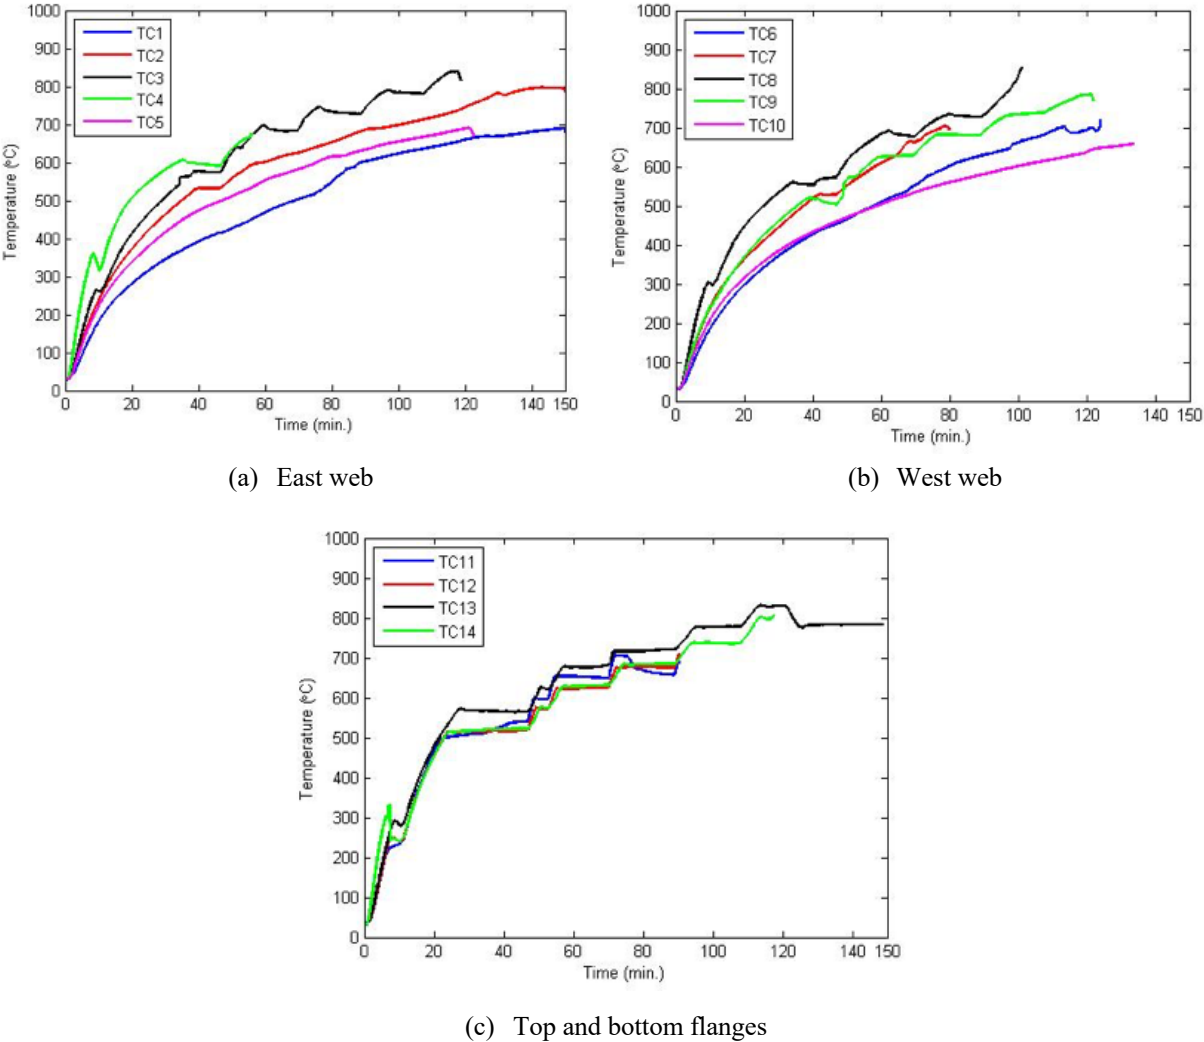 1000
900
800
700
600
500
400
300
200
100
0
Temperature (ºC)
TC1
TC2
TC3
TC4
TC5
0 20 40 60 80 100 120 140 150
Time (min.)
(a) East web
1000
900
800
700
600
500
400
300
200
100
0
Temperature (ºC)
TC6
TC7
TC8
TC9
TC10
0 20 40 60 80 100 120 140 150
Time (min.)
(b) West web
1000
900
800
700
600
500
400
300
200
100
0
Temperature (ºC)
TC11
TC12
TC13
TC14
0 20 40 60 80 100 120 140 150
Time (min.)
(c) Top and bottom flanges